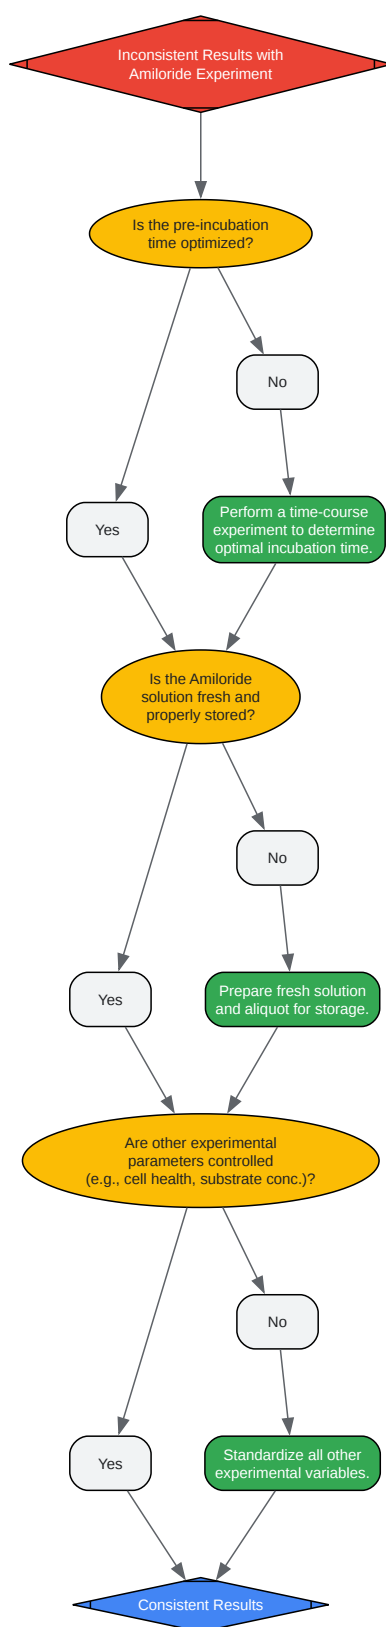 Inconsistent Results with
Amiloride Experiment
Is the pre-incubation
time optimized?
No
Yes
Perform a time-course
experiment to determine
optimal incubation time.
Is the Amiloride
solution fresh and
properly stored?
No
Yes
Prepare fresh solution
and aliquot for storage.
Are other experimental
parameters controlled
(e.g., cell health, substrate conc.)?
No
Yes
Standardize all other
experimental variables.
Consistent Results